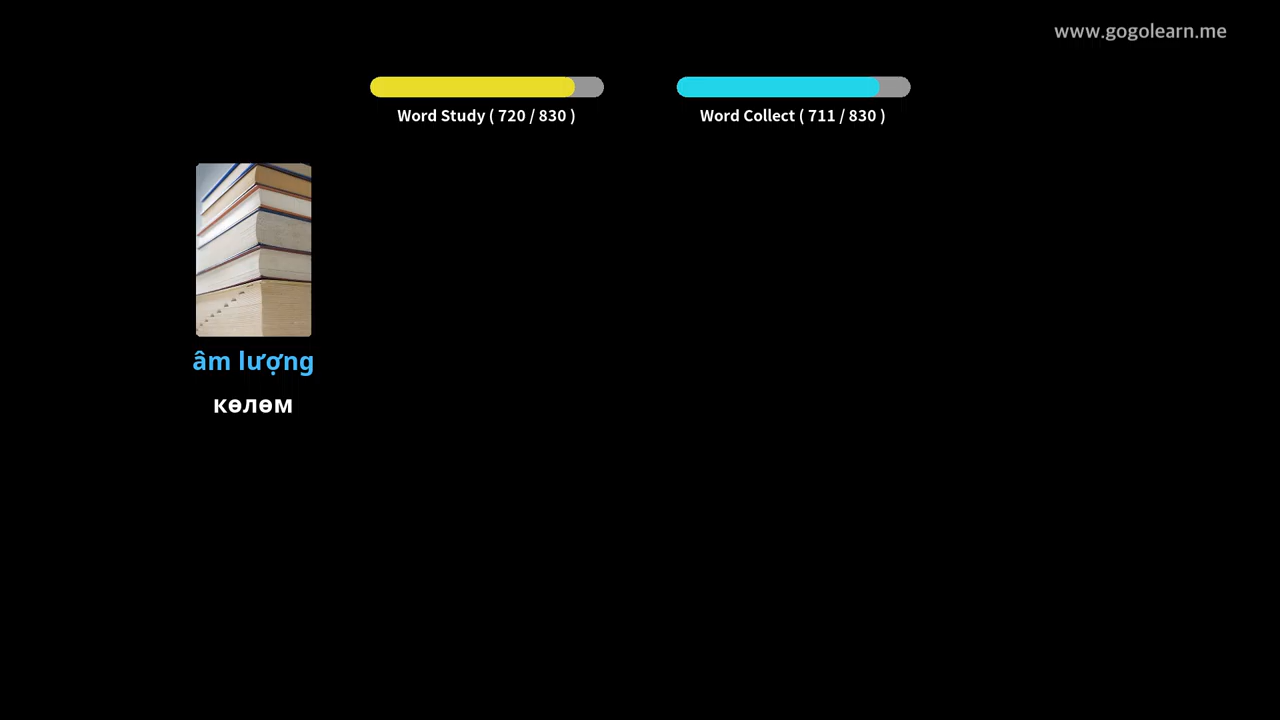 www.gogolearn.me
Word Study ( 720 / 830 )
Word Collect ( 711 / 830 )
âm lượng
көлөм